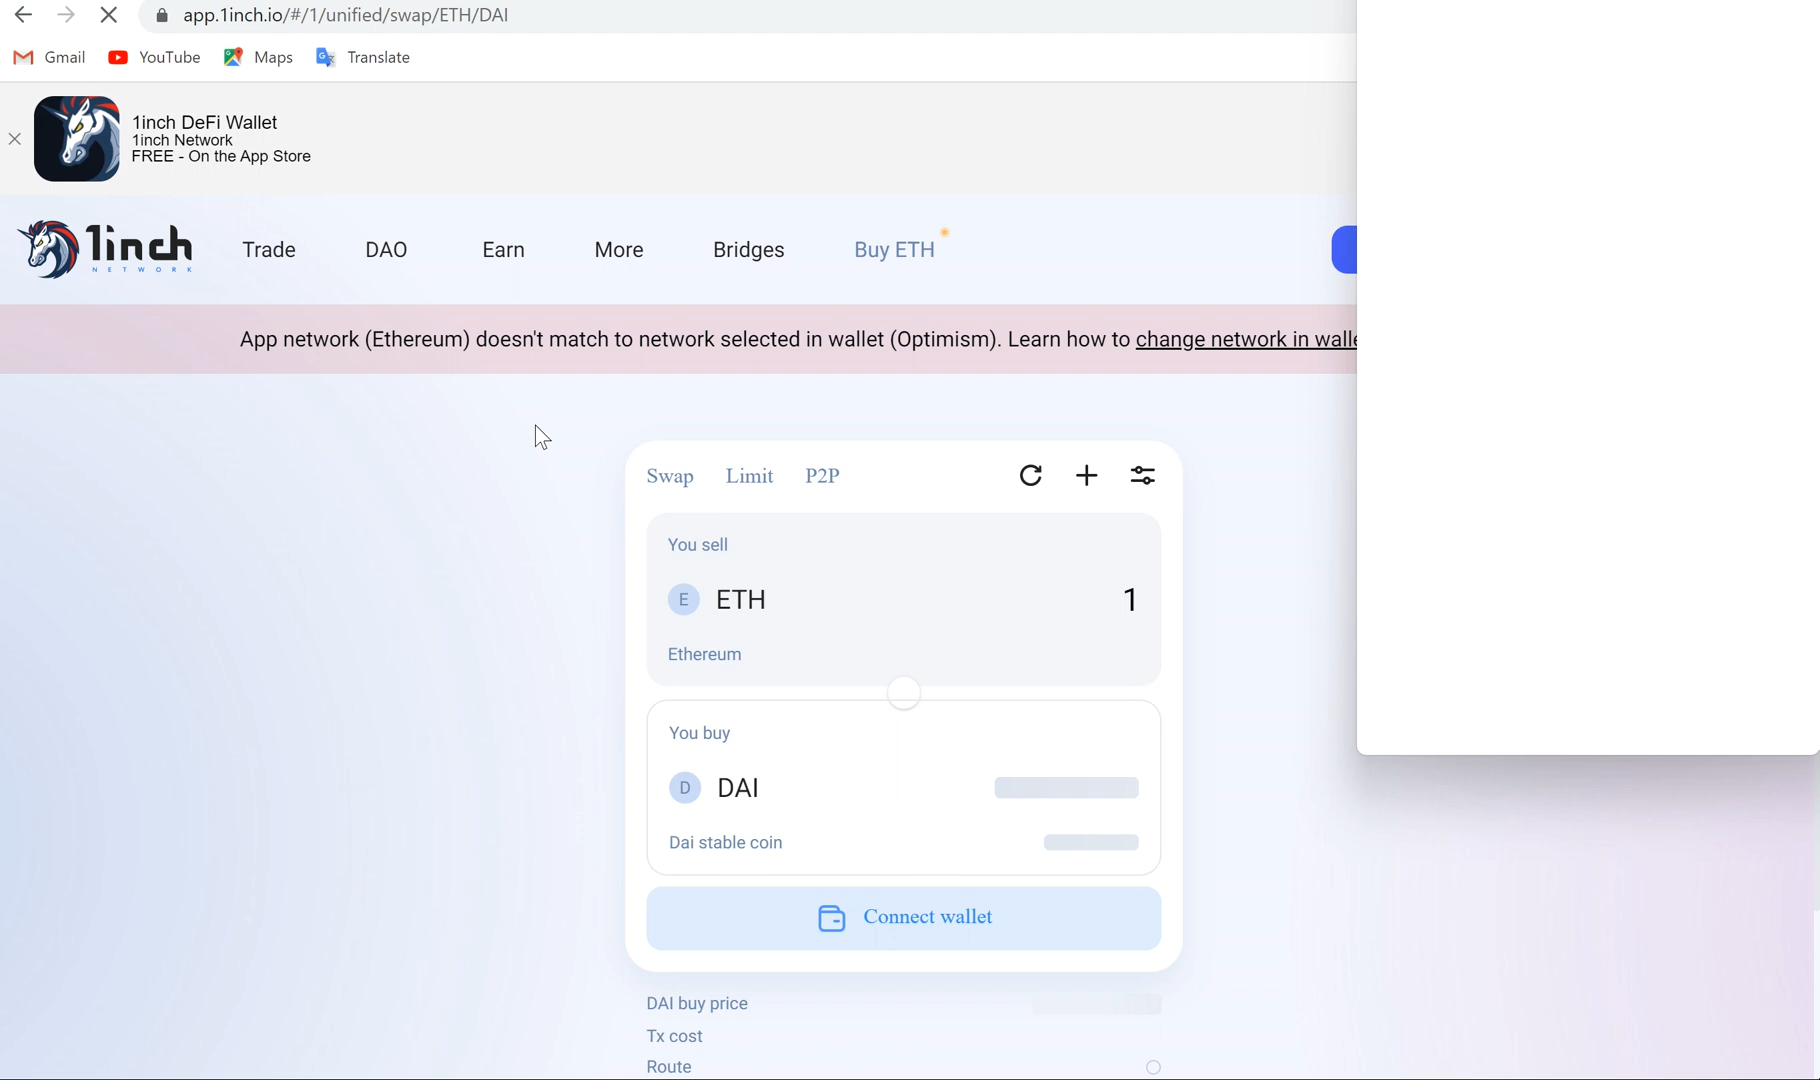 app.1inch.io/#/1/unified/swap/ETH/DAI
Gmail YouTube Maps Translate
1inch DeFi Wallet
1inch Network
FREE - On the App Store
1inch
NETWORK
Trade DAO Earn More Bridges Buy ETH
App network (Ethereum) doesn't match to network selected in wallet (Optimism). Learn how to change network in walle
Swap Limit P2P
You sell
E ETH 1
Ethereum
You buy
D DAI
Dai stable coin
Connect wallet
DAI buy price
Tx cost
Route